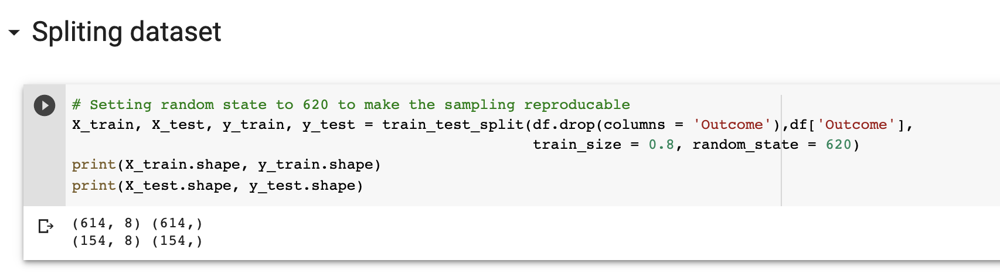 Spliting dataset
# Setting random state to 620 to make the sampling reproducable
X_train, X_test, y_train, y_test = train_test_split(df.drop(columns = 'Outcome'),df['Outcome'],
train_size = 0.8, random_state = 620)
print(X_train.shape, y_train.shape)
print(X_test.shape, y_test.shape)
(614, 8) (614,)
(154, 8) (154,)